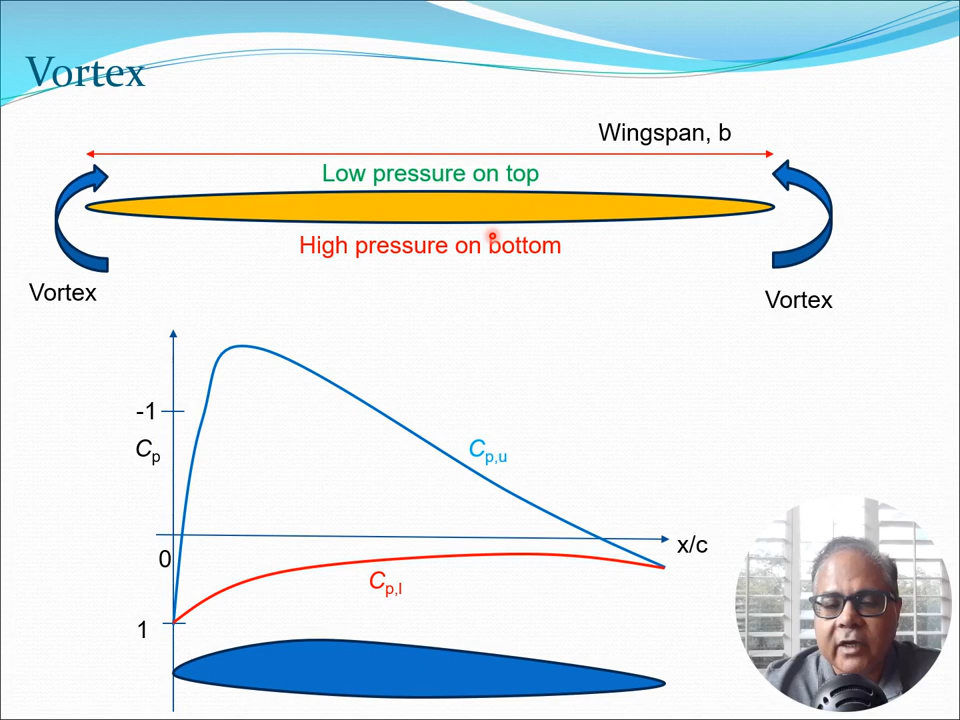 Vortex
Wingspan, b
Low pressure on top
High pressure on bottom
Vortex
Vortex
-1
Cp
Cp,u
0
x/c
Cp,l
1